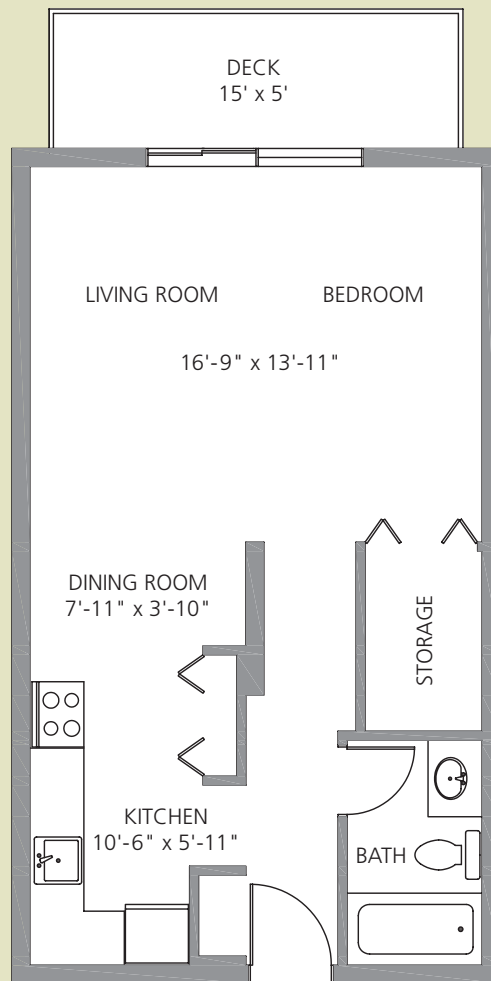 DECK
15' x 5'
LIVING ROOM
BEDROOM
16'-9" x 13'-11"
DINING ROOM
7'-11" x 3'-10"
STORAGE
KITCHEN
10'-6" x 5'-11"
BATH